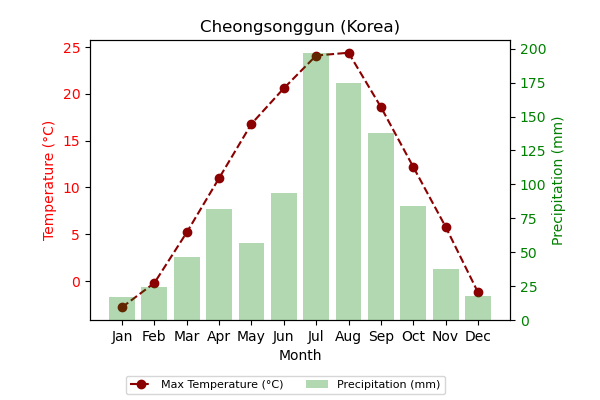 Cheongsonggun (Korea)
Temperature (°C)
25
20
15
10
5
0
200
175
150
125
100
75
50
25
0
Precipitation (mm)
Jan Feb Mar Apr May Jun Jul Aug Sep Oct Nov Dec
Month
Max Temperature (°C) Precipitation (mm)